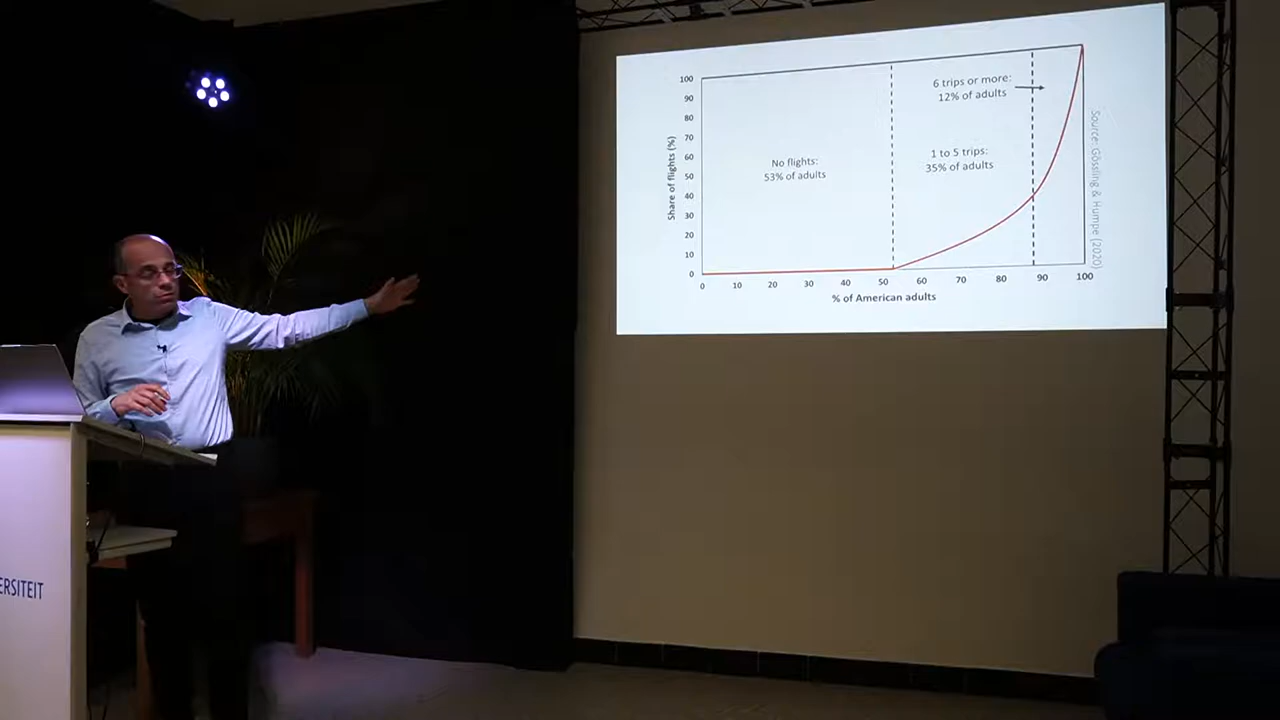 6 trips or more:
12% of adults
No flights:
53% of adults
1 to 5 trips:
35% of adults
Share of flights (%)
100
90
80
70
60
50
40
30
20
10
0
0 10 20 30 40 50 60 70 80 90 100
% of American adults
Source: Gössling & Humpe (2020)
ERSITEIT